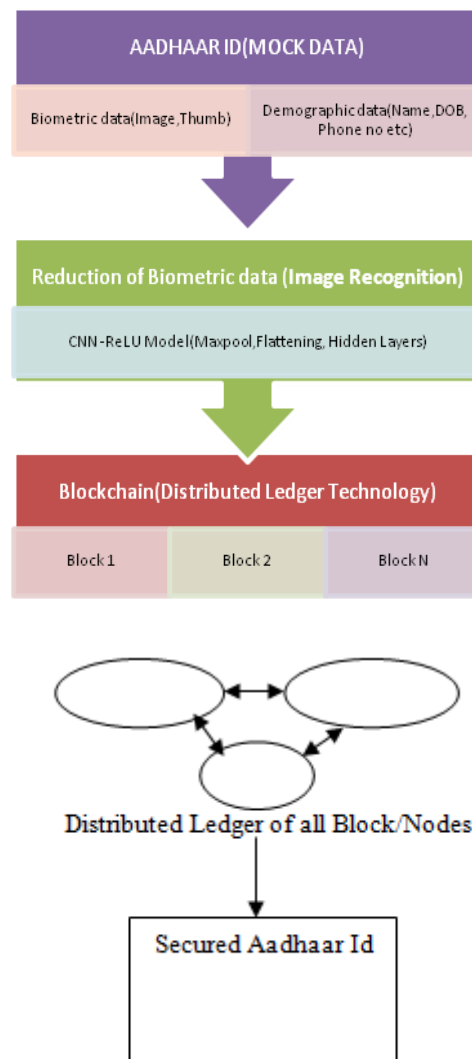 AADHAAR ID(MOCK DATA)
Biometric data(Image,Thumb)
Demographic data(Name,DOB,
Phone no etc)
Reduction of Biometric data (Image Recognition)
CNN -ReLU Model(Maxpool,Flattening, Hidden Layers)
Blockchain(Distributed Ledger Technology)
Block 1
Block 2
Block N
Distributed Ledger of all Block/Nodes
Secured Aadhaar Id